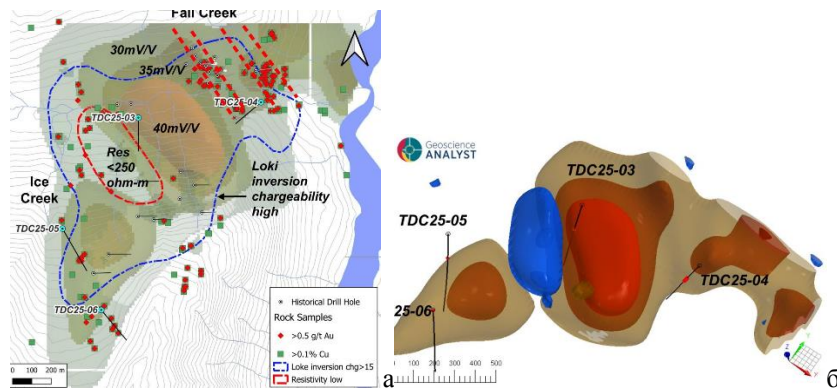 Fall Creek
30mV/V
35mV/V
TDC25-04
TDC25-03
40mV/V
Res
<250
ohm-m
Loki
inversion
chargeability
high
Ice
Creek
TDC25-05
TDC25-06
Historical Drill Hole
Rock Samples
>0.5 g/t Au
>0.1% Cu
Loke inversion chg>15
Resistivity low
0 200 m
а
Geoscience
ANALYST
TDC25-03
TDC25-05
TDC25-04
25-06
0 100 200 300 400 500
Z
Y
X
б